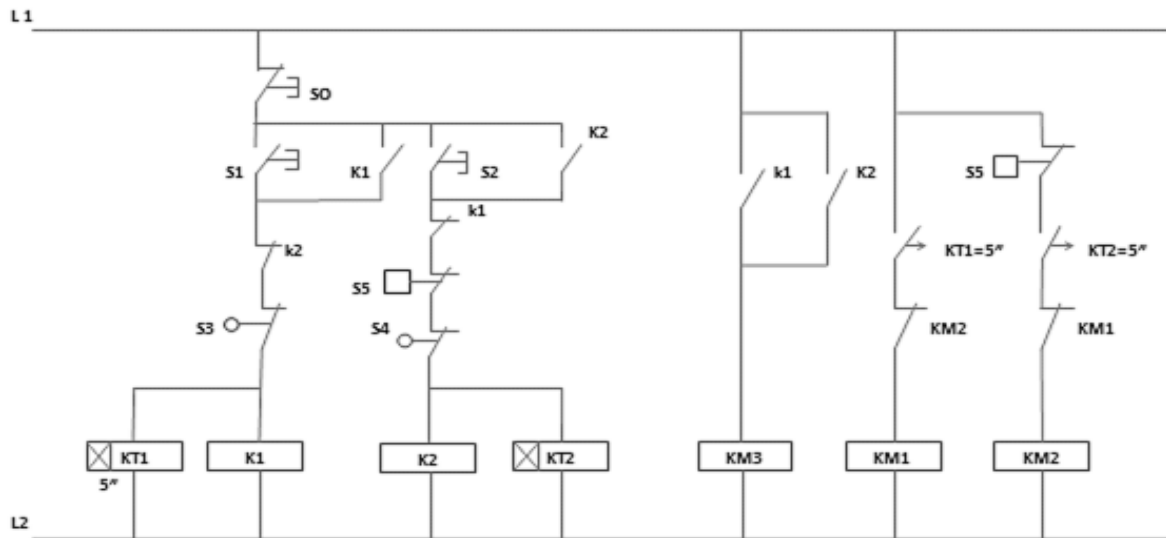 L 1
SO
K2
S1
K1
S2
k1
K2
S5
k1
k2
KT1=5"
KT2=5"
S5
S3
S4
KM2
KM1
KT1
K1
K2
KT2
KM3
KM1
KM2
5"
L2